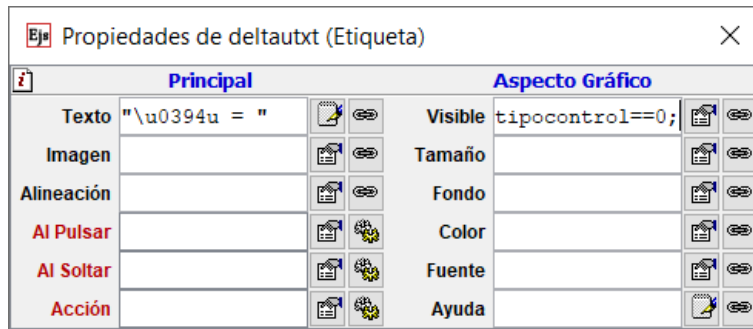 Ejs Propiedades de deltautxt (Etiqueta)
i Principal Aspecto Gráfico
Texto "\u0394u = " Visible tipocontrol==0;
Imagen Tamaño
Alineación Fondo
Al Pulsar Color
Al Soltar Fuente
Acción Ayuda